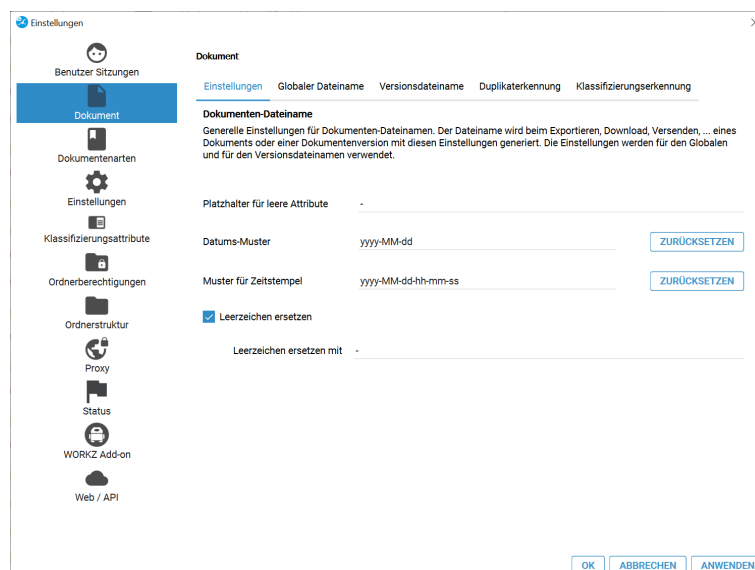 Einstellungen
Benutzer Sitzungen
Dokument
Dokumentenarten
Einstellungen
Klassifizierungsattribute
Ordnerberechtigungen
Ordnerstruktur
Proxy
Status
WORKZ Add-on
Web / API
Dokument
Einstellungen Globaler Dateiname Versionsdateiname Duplikaterkennung Klassifizierungserkennung
Dokumenten-Dateiname
Generelle Einstellungen für Dokumenten-Dateinamen. Der Dateiname wird beim Exportieren, Download, Versenden, ... eines
Dokuments oder einer Dokumentenversion mit diesen Einstellungen generiert. Die Einstellungen werden für den Globalen
und für den Versionsdateinamen verwendet.
Platzhalter für leere Attribute -
Datums-Muster yyyy-MM-dd ZURÜCKSETZEN
Muster für Zeitstempel yyyy-MM-dd-hh-mm-ss ZURÜCKSETZEN
Leerzeichen ersetzen
Leerzeichen ersetzen mit -
OK ABBRECHEN ANWENDEN